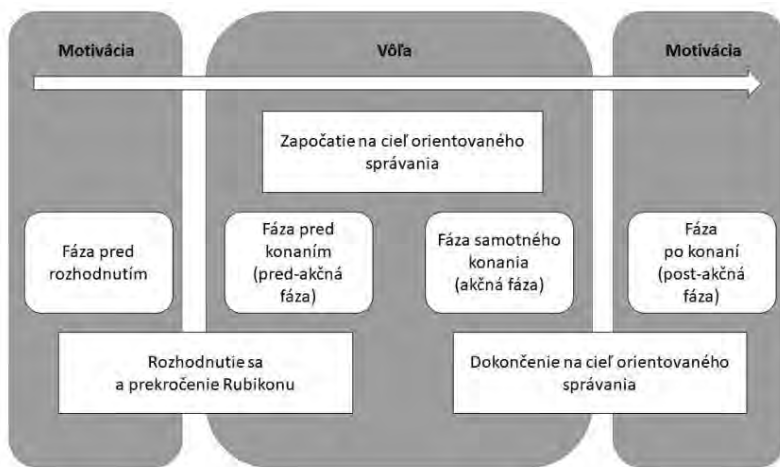 Motivácia
Vôľa
Motivácia
Započatie na cieľ orientovaného
správania
Fáza pred
rozhodnutím
Fáza pred
konaním
(pred-akčná
fáza)
Fáza samotného
konania
(akčná fáza)
Fáza
po konaní
(post-akčná
fáza)
Rozhodnutie sa
a prekročenie Rubikonu
Dokončenie na cieľ orientovaného
správania